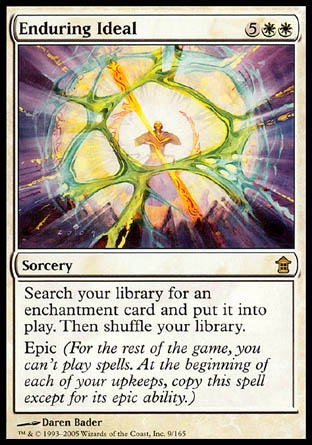 Enduring Ideal 5
Sorcery
Search your library for an
enchantment card and put it into
play. Then shuffle your library.
Epic (For the rest of the game, you
can't play spells. At the beginning
of each of your upkeeps, copy this spell
except for its epic ability.)
Daren Bader
™ & © 1993–2005 Wizards of the Coast, Inc. 9/165